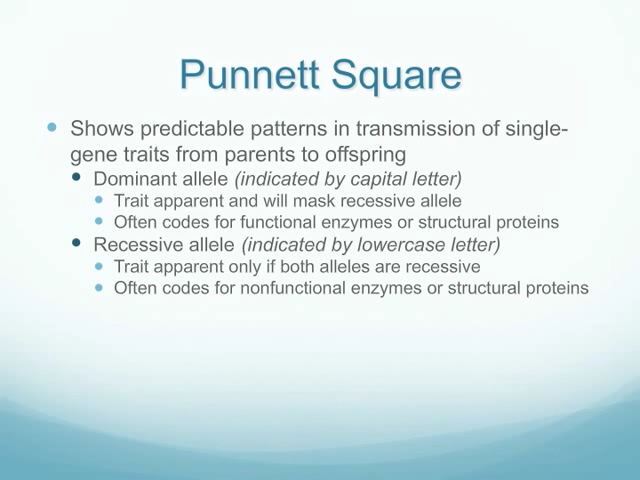 Punnett Square
Shows predictable patterns in transmission of single-
gene traits from parents to offspring
Dominant allele (indicated by capital letter)
Trait apparent and will mask recessive allele
Often codes for functional enzymes or structural proteins
Recessive allele (indicated by lowercase letter)
Trait apparent only if both alleles are recessive
Often codes for nonfunctional enzymes or structural proteins